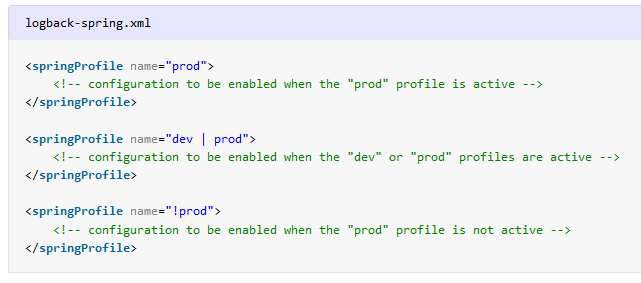 logback-spring.xml
<springProfile name="prod">
    <!-- configuration to be enabled when the "prod" profile is active -->
</springProfile>
<springProfile name="dev | prod">
    <!-- configuration to be enabled when the "dev" or "prod" profiles are active -->
</springProfile>
<springProfile name="!prod">
    <!-- configuration to be enabled when the "prod" profile is not active -->
</springProfile>